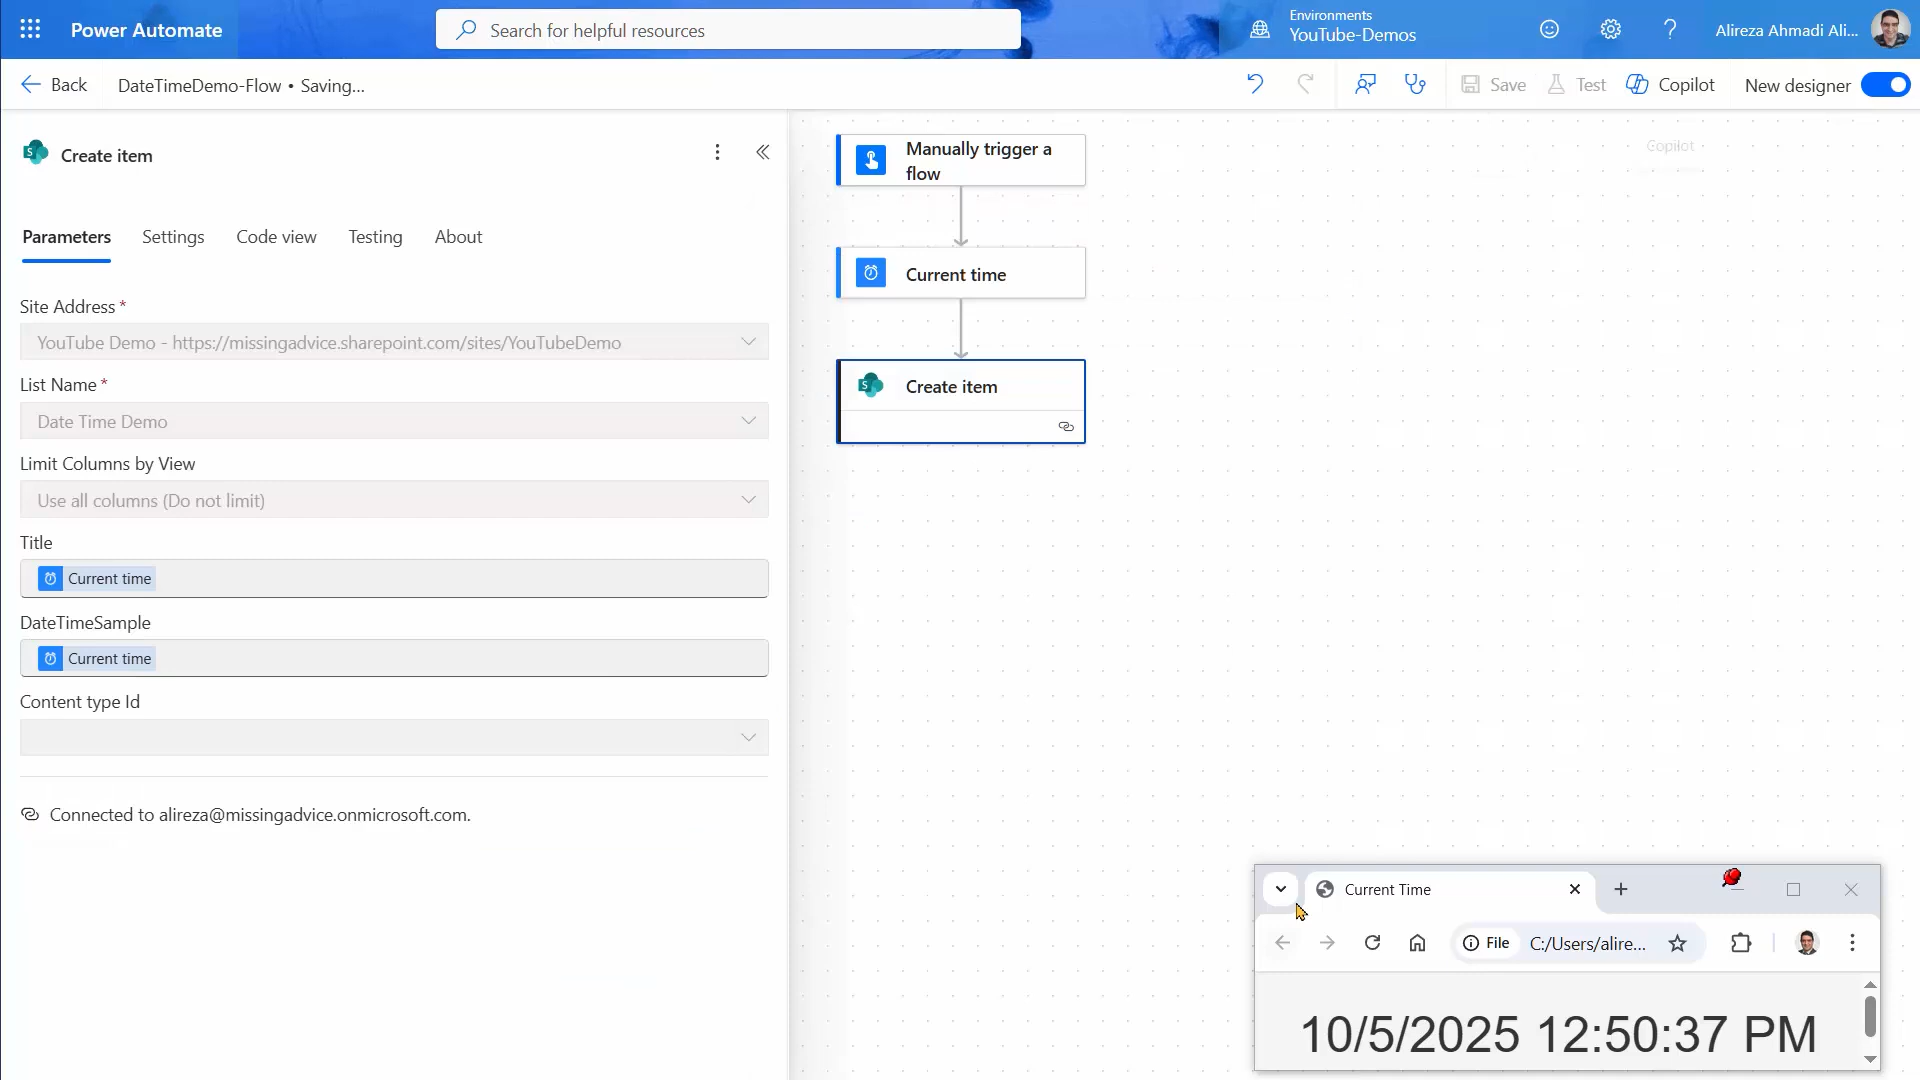 Power Automate
Search for helpful resources
Environments
YouTube-Demos
Alireza Ahmadi Ali...
Back
DateTimeDemo-Flow • Saving...
Save
Test
Copilot
New designer
Create item
Parameters
Settings
Code view
Testing
About
Site Address *
YouTube Demo - https://missingadvice.sharepoint.com/sites/YouTubeDemo
List Name *
Date Time Demo
Limit Columns by View
Use all columns (Do not limit)
Title
Current time
DateTimeSample
Current time
Content type Id
Connected to alireza@missingadvice.onmicrosoft.com.
Manually trigger a
flow
Current time
Create item
Copilot
Current Time
File
C:/Users/alire...
10/5/2025 12:50:37 PM